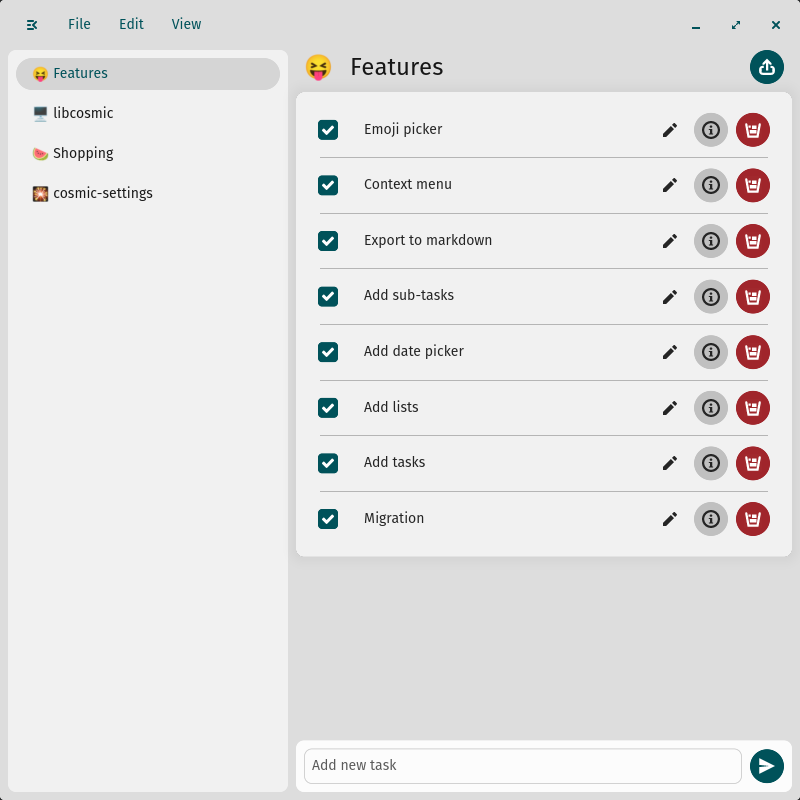 File Edit View
Features
libcosmic
Shopping
cosmic-settings
Features
Emoji picker
Context menu
Export to markdown
Add sub-tasks
Add date picker
Add lists
Add tasks
Migration
Add new task